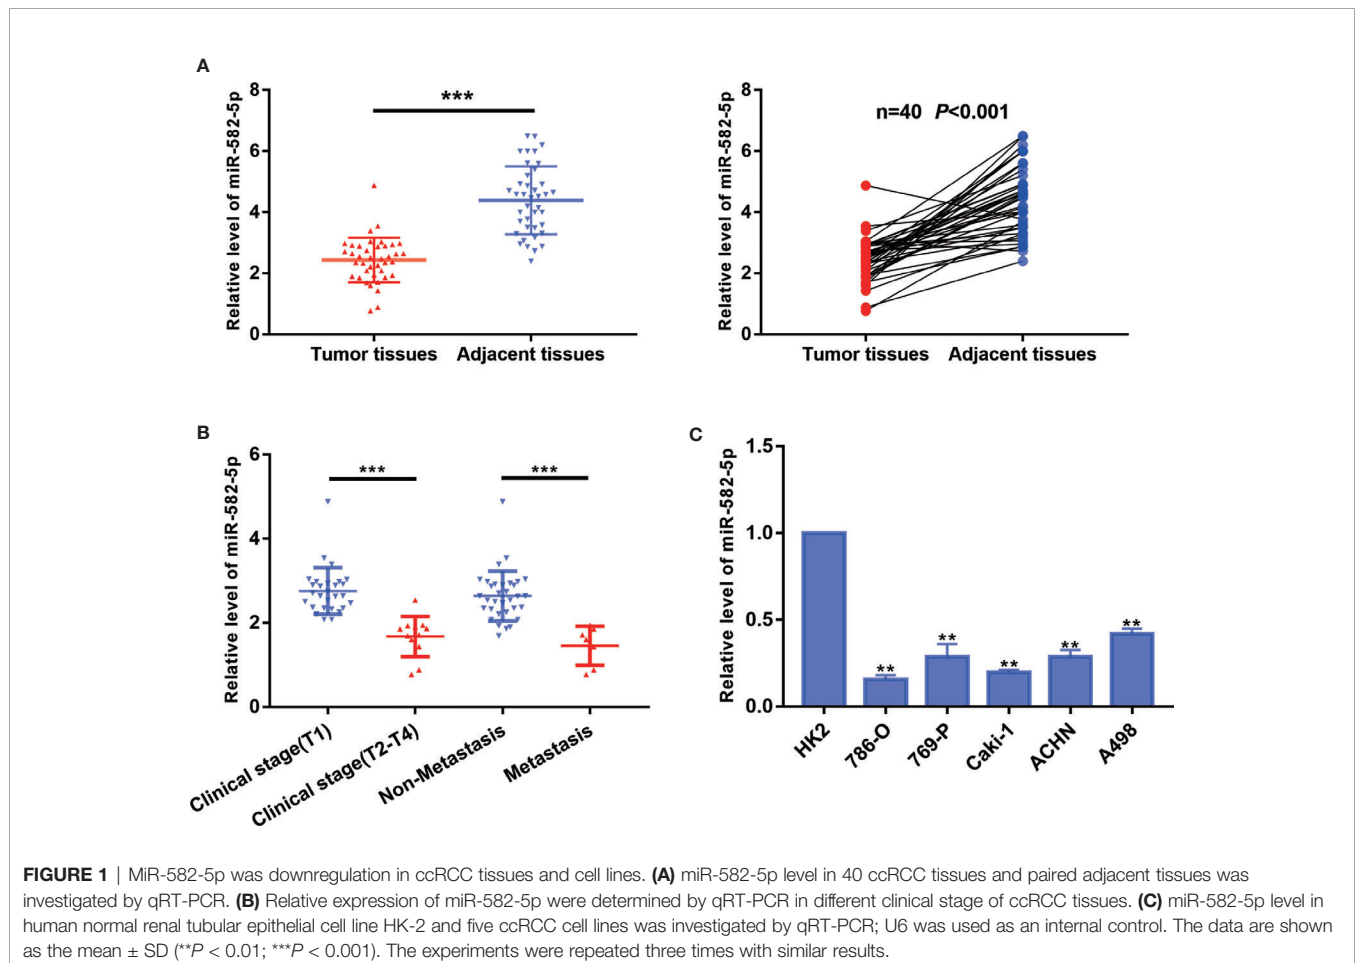 A
Relative level of miR-582-5p
8
6
4
2
0
***
Tumor tissues
Adjacent tissues
Relative level of miR-582-5p
8
6
4
2
0
n=40 P<0.001
Tumor tissues
Adjacent tissues
B
Relative level of miR-582-5p
6
4
2
0
***
***
Clinical stage(T1)
Clinical stage(T2-T4)
Non-Metastasis
Metastasis
C
Relative level of miR-582-5p
1.5
1.0
0.5
0.0
**
**
**
**
**
HK2
786-O
769-P
Caki-1
ACHN
A498
FIGURE 1 | MiR-582-5p was downregulation in ccRCC tissues and cell lines. (A) miR-582-5p level in 40 ccRCC tissues and paired adjacent tissues was
investigated by qRT-PCR. (B) Relative expression of miR-582-5p were determined by qRT-PCR in different clinical stage of ccRCC tissues. (C) miR-582-5p level in
human normal renal tubular epithelial cell line HK-2 and five ccRCC cell lines was investigated by qRT-PCR; U6 was used as an internal control. The data are shown
as the mean ± SD (**P < 0.01; ***P < 0.001). The experiments were repeated three times with similar results.